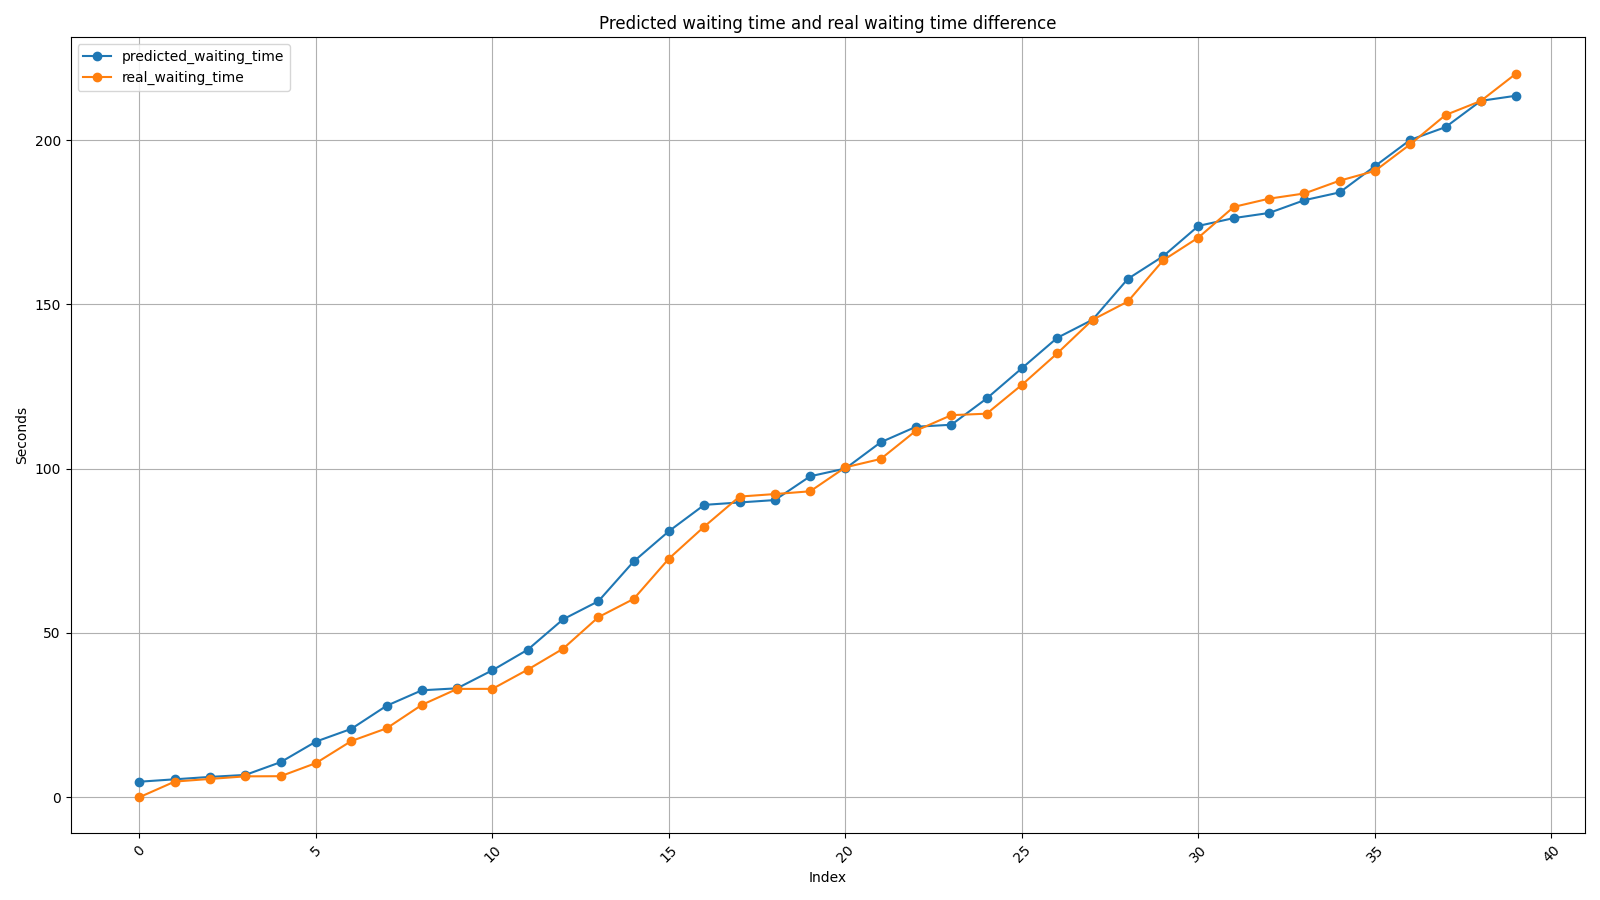 Predicted waiting time and real waiting time difference
predicted_waiting_time
real_waiting_time
200
150
100
50
0
Seconds
0 5 10 15 20 25 30 35 40
Index